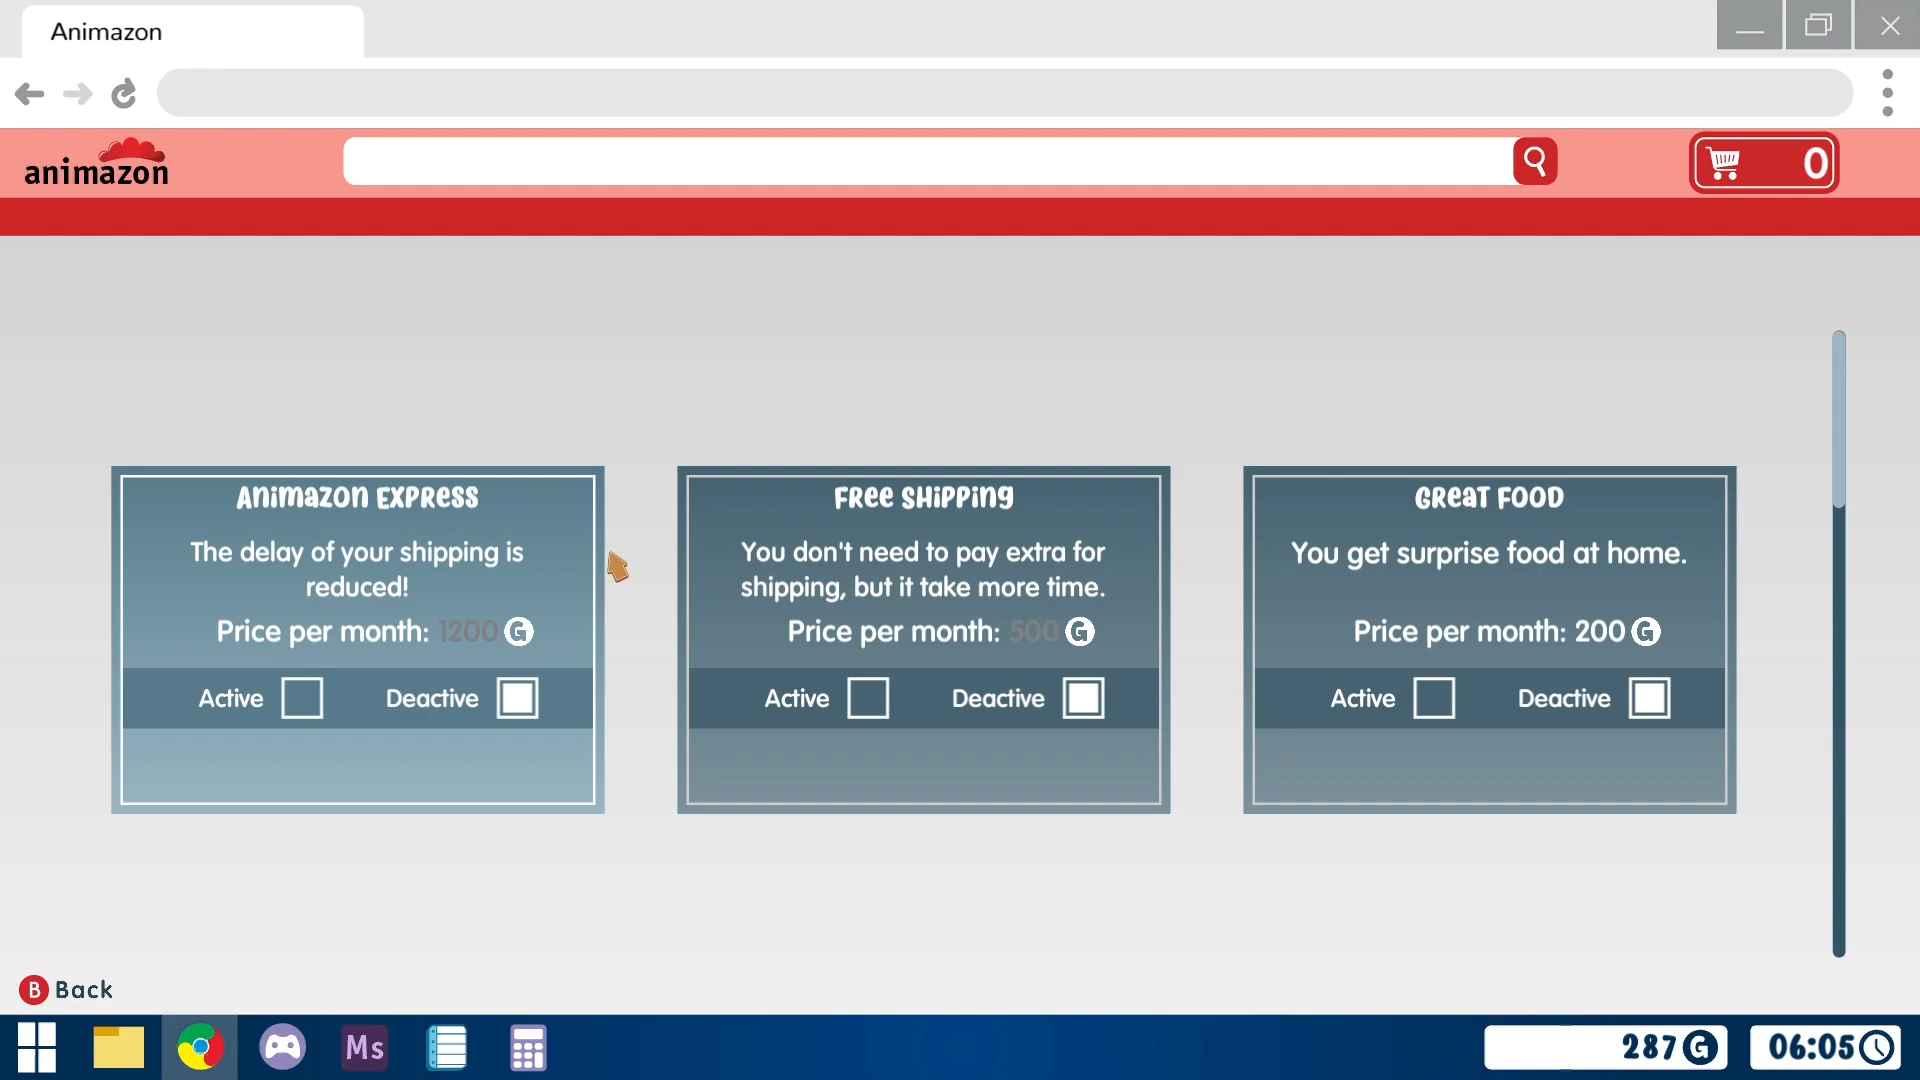 Animazon
animazon
0
Animazon Express
The delay of your shipping is
reduced!
Price per month: 1200 G
Active
Deactive
Free Shipping
You don't need to pay extra for
shipping, but it take more time.
Price per month: 500 G
Active
Deactive
Great Food
You get surprise food at home.
Price per month: 200 G
Active
Deactive
B Back
Ms
287 G
06:05